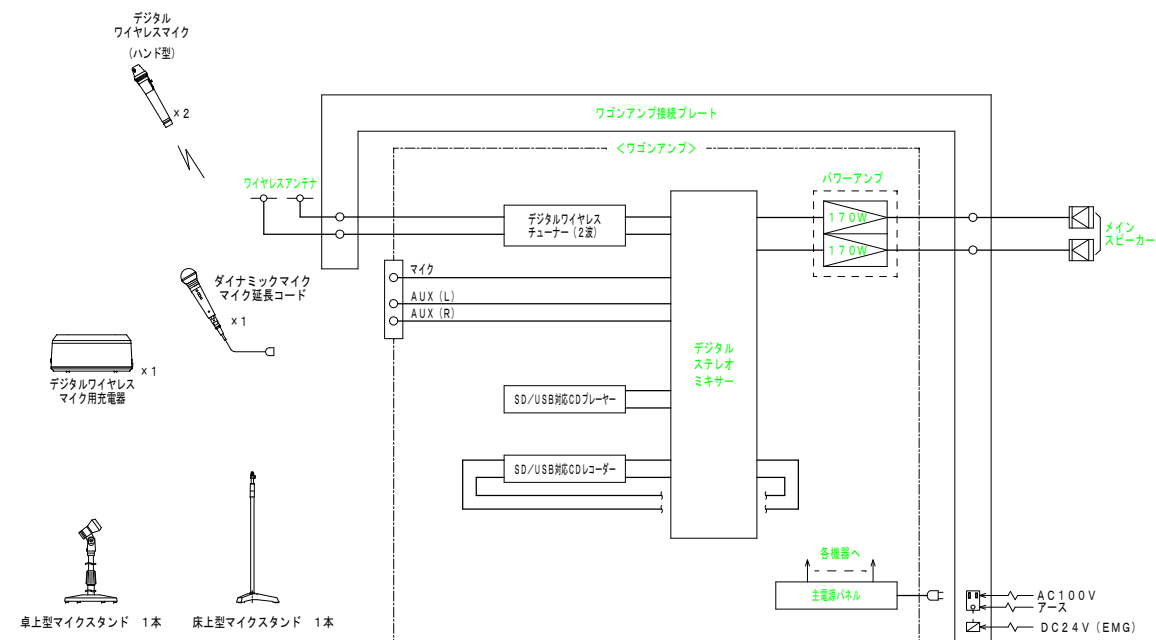 デジタル
ワイヤレスマイク
(ハンド型)
×2
ワゴンアンプ接続プレート
<ワゴンアンプ>
ワイヤレスアンテナ
パワーアンプ
デジタルワイヤレス
チューナー(2波)
170W
170W
メイン
スピーカー
マイク
AUX(L)
AUX(R)
ダイナミックマイク
マイク延長コード
×1
デジタル
ステレオ
ミキサー
×1
デジタルワイヤレス
マイク用充電器
SD/USB対応CDプレーヤー
SD/USB対応CDレコーダー
各機器へ
主電源パネル
AC100V
アース
DC24V(EMG)
卓上型マイクスタンド 1本
床上型マイクスタンド 1本